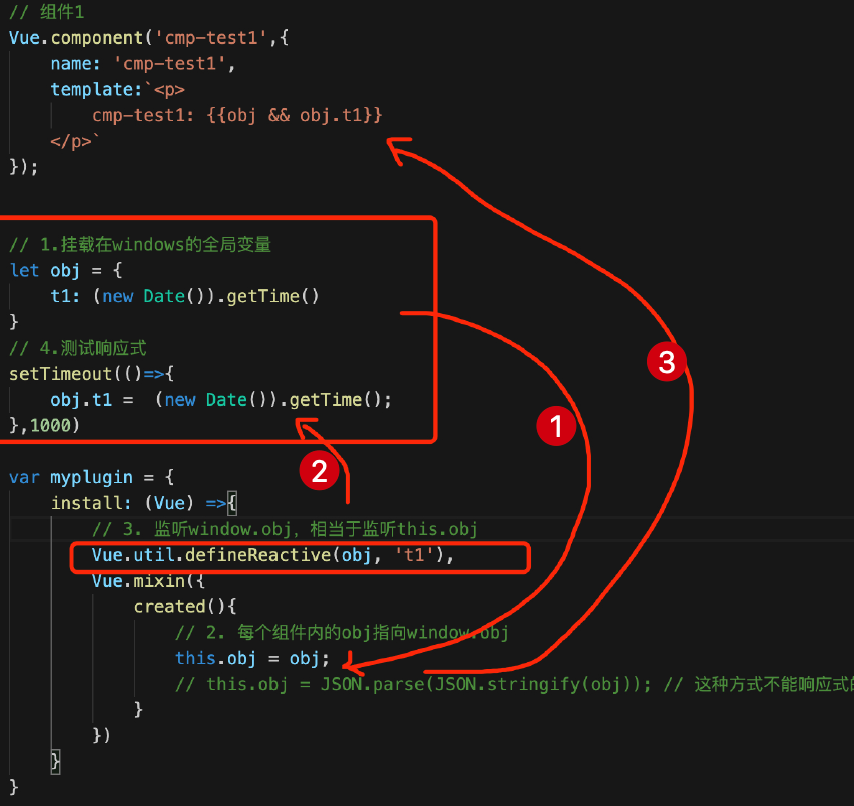 // 组件1
Vue.component('cmp-test1',{
    name: 'cmp-test1',
    template:`<p>
        cmp-test1: {{obj && obj.t1}}
    </p>`
});
// 1.挂载在windows的全局变量
let obj = {
    t1: (new Date()).getTime()
}
// 4.测试响应式
setTimeout(()=>{
    obj.t1 =  (new Date()).getTime();
},1000)
var myplugin = {
    install: (Vue) =>{
        // 3. 监听window.obj，相当于监听this.obj
        Vue.util.defineReactive(obj, 't1'),
        Vue.mixin({
            created(){
                // 2. 每个组件内的obj指向window.obj
                this.obj = obj;
                // this.obj = JSON.parse(JSON.stringify(obj)); // 这种方式不能响应式的
            }
        })
    }
}
1
2
3